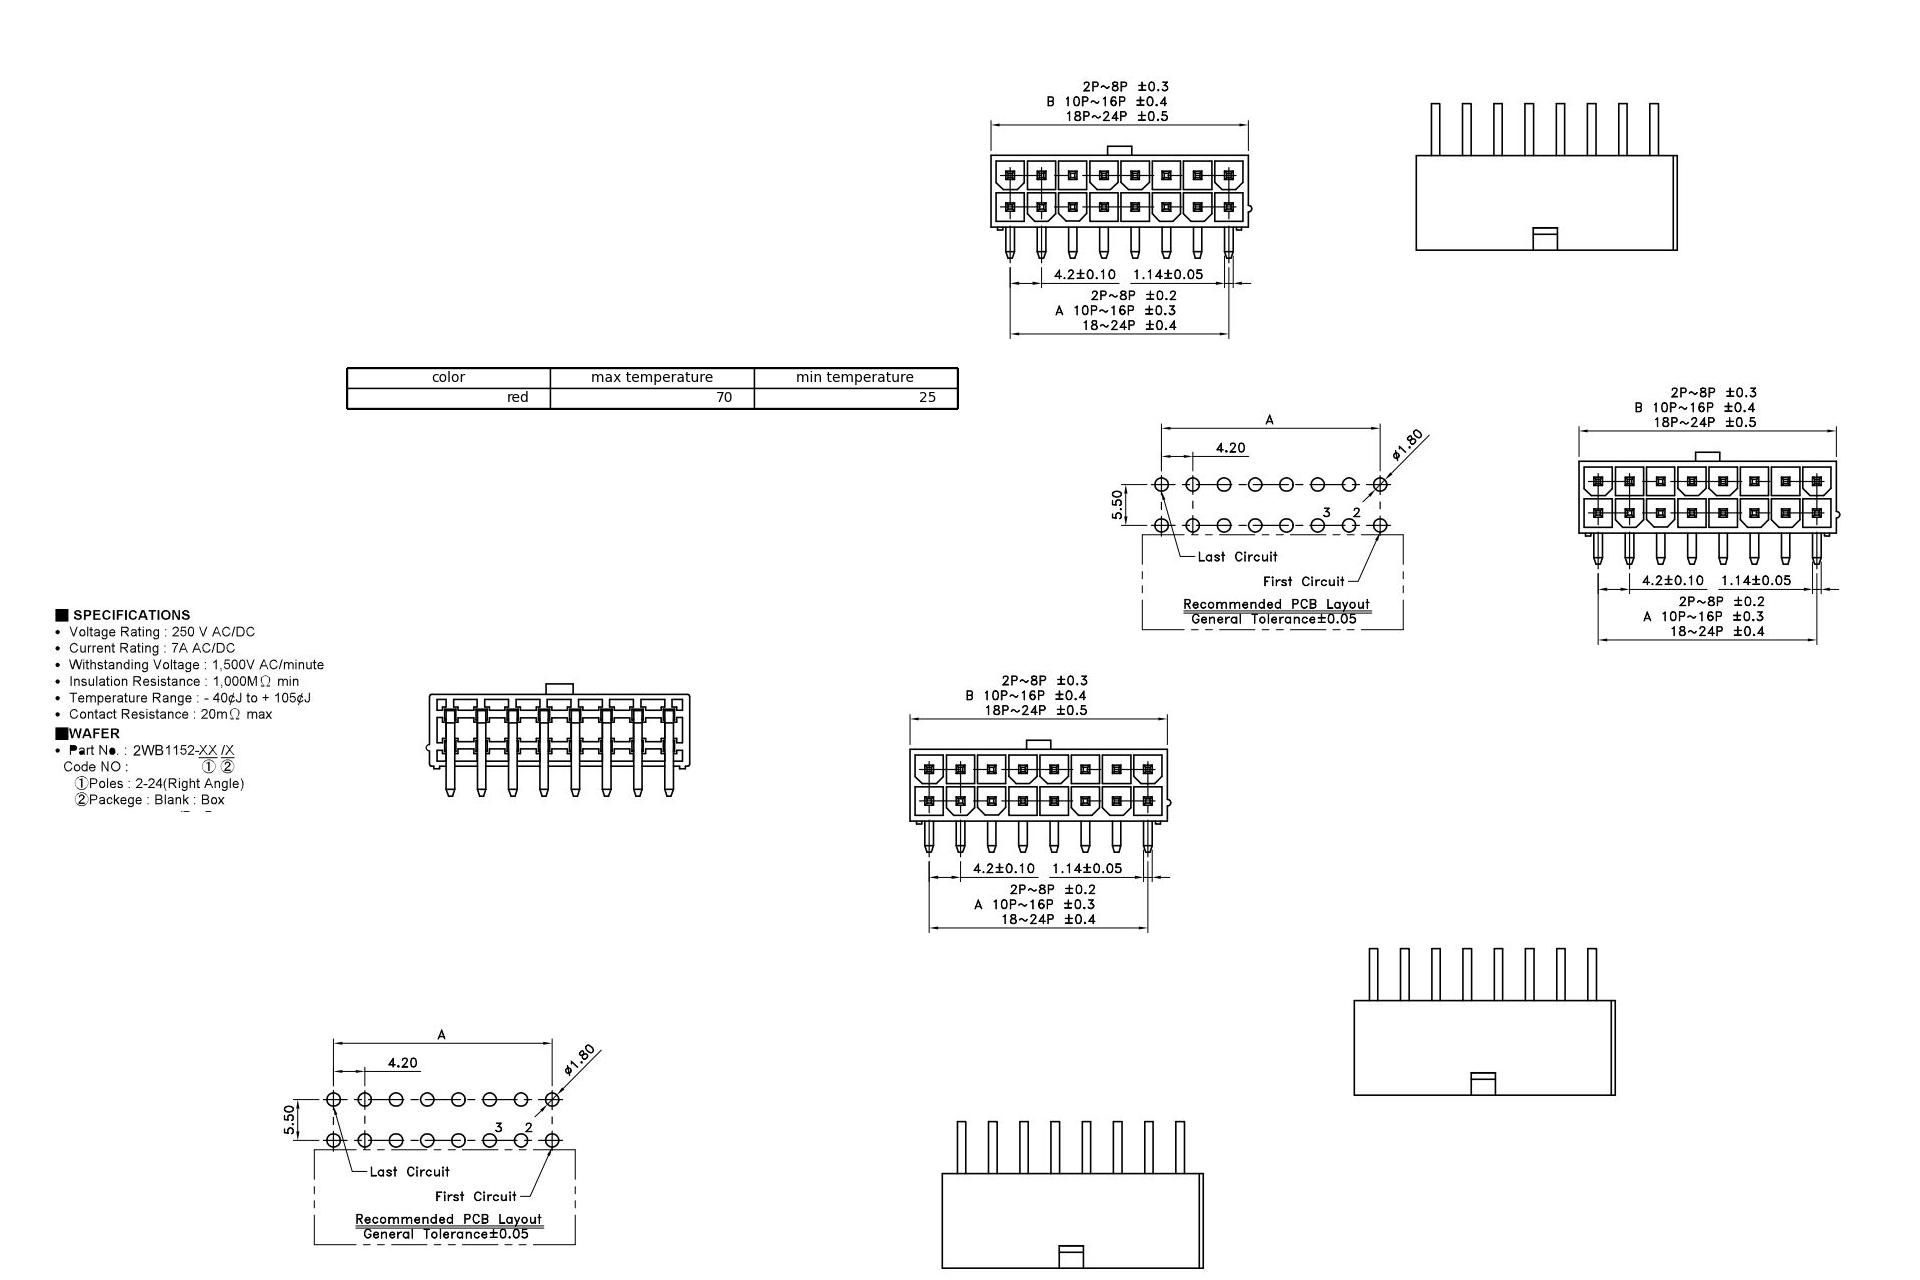 2P~8P ±0.3
B 10P~16P ±0.4
18P~24P ±0.5
4.2±0.10 1.14±0.05
2P~8P ±0.2
A 10P~16P ±0.3
18~24P ±0.4
color max temperature min temperature
red 70 25
A
4.20
ø1.80
5.50
3 2
Last Circuit
First Circuit
Recommended PCB Layout
General Tolerance±0.05
2P~8P ±0.3
B 10P~16P ±0.4
18P~24P ±0.5
4.2±0.10 1.14±0.05
2P~8P ±0.2
A 10P~16P ±0.3
18~24P ±0.4
■ SPECIFICATIONS
• Voltage Rating : 250 V AC/DC
• Current Rating : 7A AC/DC
• Withstanding Voltage : 1,500V AC/minute
• Insulation Resistance : 1,000MΩ min
• Temperature Range : - 40¢J to + 105¢J
• Contact Resistance : 20mΩ max
■WAFER
• Part No. : 2WB1152-XX /X
Code NO : ① ②
①Poles : 2-24(Right Angle)
②Packege : Blank : Box
2P~8P ±0.3
B 10P~16P ±0.4
18P~24P ±0.5
4.2±0.10 1.14±0.05
2P~8P ±0.2
A 10P~16P ±0.3
18~24P ±0.4
A
4.20
ø1.80
5.50
3 2
Last Circuit
First Circuit
Recommended PCB Layout
General Tolerance±0.05